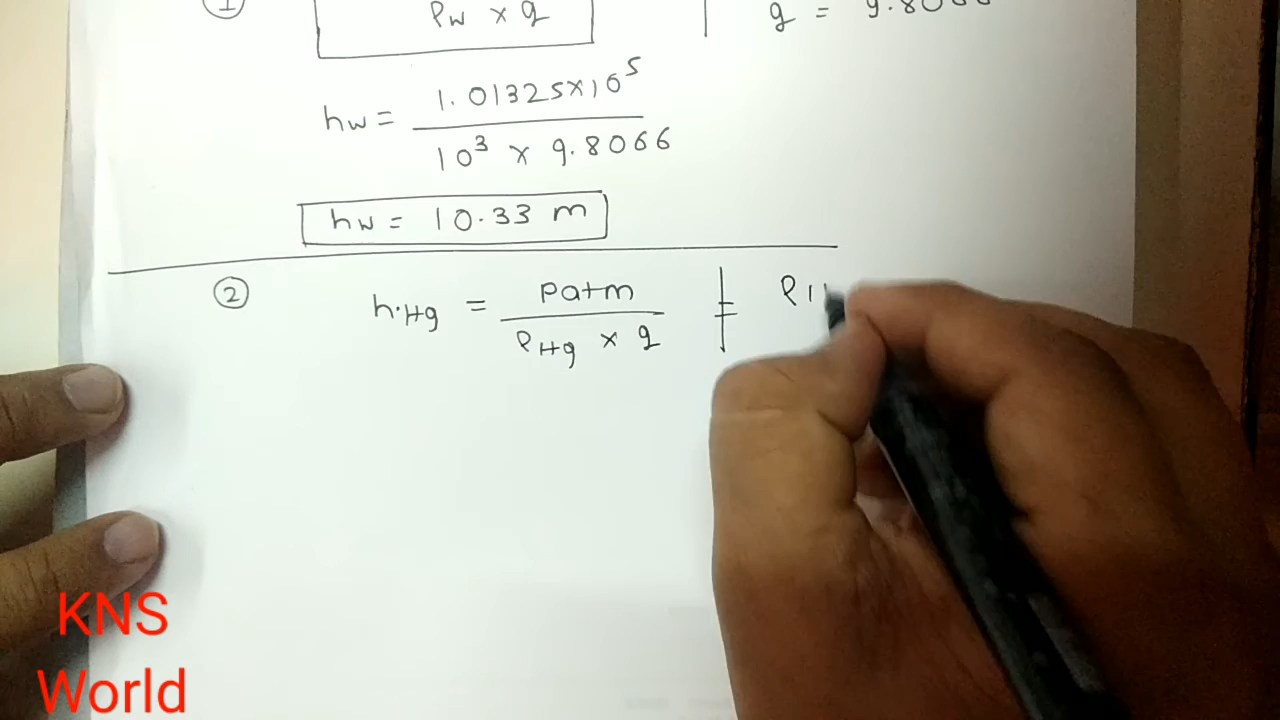 ①
ρw × g
g = 9.8066
hw = 1.01325×10⁵ / 10³ × 9.8066
hw = 10.33 m
② h.Hg = Patm / ρHg × g
KNS
World